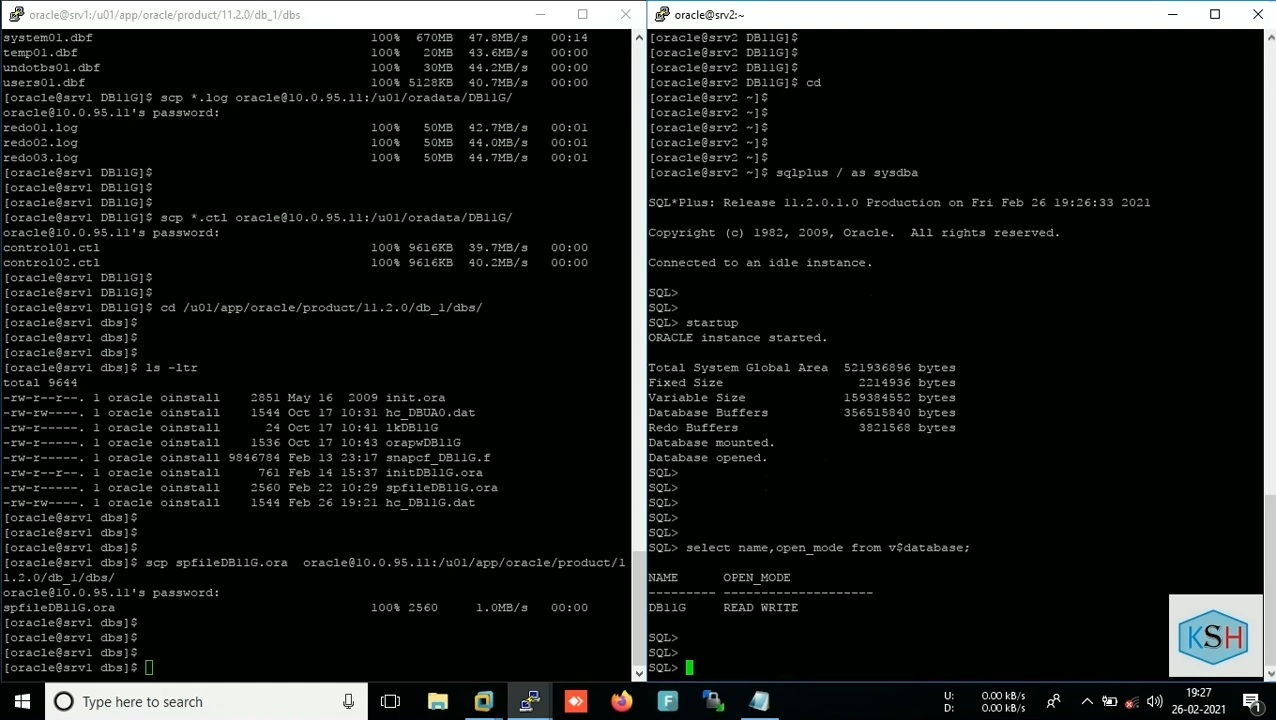 oracle@srv1:/u01/app/oracle/product/11.2.0/db_1/dbs
system01.dbf 100% 670MB 47.8MB/s 00:14
temp01.dbf 100% 20MB 43.6MB/s 00:00
undotbs01.dbf 100% 30MB 44.2MB/s 00:00
users01.dbf 100% 5128KB 40.7MB/s 00:00
[oracle@srv1 DB11G]$ scp *.log oracle@10.0.95.11:/u01/oradata/DB11G/
oracle@10.0.95.11's password:
redo01.log 100% 50MB 42.7MB/s 00:01
redo02.log 100% 50MB 44.0MB/s 00:01
redo03.log 100% 50MB 44.7MB/s 00:01
[oracle@srv1 DB11G]$
[oracle@srv1 DB11G]$
[oracle@srv1 DB11G]$
[oracle@srv1 DB11G]$ scp *.ctl oracle@10.0.95.11:/u01/oradata/DB11G/
oracle@10.0.95.11's password:
control01.ctl 100% 9616KB 39.7MB/s 00:00
control02.ctl 100% 9616KB 40.2MB/s 00:00
[oracle@srv1 DB11G]$
[oracle@srv1 DB11G]$
[oracle@srv1 DB11G]$ cd /u01/app/oracle/product/11.2.0/db_1/dbs/
[oracle@srv1 dbs]$
[oracle@srv1 dbs]$
[oracle@srv1 dbs]$
[oracle@srv1 dbs]$ ls -ltr
total 9644
-rw-r--r--. 1 oracle oinstall 2851 May 16 2009 init.ora
-rw-rw----. 1 oracle oinstall 1544 Oct 17 10:31 hc_DBUA0.dat
-rw-r-----. 1 oracle oinstall 24 Oct 17 10:41 lkDB11G
-rw-r-----. 1 oracle oinstall 1536 Oct 17 10:43 orapwDB11G
-rw-r-----. 1 oracle oinstall 9846784 Feb 13 23:17 snapcf_DB11G.f
-rw-r--r--. 1 oracle oinstall 761 Feb 14 15:37 initDB11G.ora
-rw-r-----. 1 oracle oinstall 2560 Feb 22 10:29 spfileDB11G.ora
-rw-rw----. 1 oracle oinstall 1544 Feb 26 19:21 hc_DB11G.dat
[oracle@srv1 dbs]$
[oracle@srv1 dbs]$
[oracle@srv1 dbs]$
[oracle@srv1 dbs]$ scp spfileDB11G.ora oracle@10.0.95.11:/u01/app/oracle/product/1
1.2.0/db_1/dbs/
oracle@10.0.95.11's password:
spfileDB11G.ora 100% 2560 1.0MB/s 00:00
[oracle@srv1 dbs]$
[oracle@srv1 dbs]$
[oracle@srv1 dbs]$
[oracle@srv1 dbs]$
oracle@srv2:~
[oracle@srv2 DB11G]$
[oracle@srv2 DB11G]$
[oracle@srv2 DB11G]$
[oracle@srv2 DB11G]$ cd
[oracle@srv2 ~]$
[oracle@srv2 ~]$
[oracle@srv2 ~]$
[oracle@srv2 ~]$
[oracle@srv2 ~]$
[oracle@srv2 ~]$ sqlplus / as sysdba
SQL*Plus: Release 11.2.0.1.0 Production on Fri Feb 26 19:26:33 2021
Copyright (c) 1982, 2009, Oracle. All rights reserved.
Connected to an idle instance.
SQL>
SQL>
SQL> startup
ORACLE instance started.
Total System Global Area 521936896 bytes
Fixed Size 2214936 bytes
Variable Size 159384552 bytes
Database Buffers 356515840 bytes
Redo Buffers 3821568 bytes
Database mounted.
Database opened.
SQL>
SQL>
SQL>
SQL>
SQL>
SQL> select name,open_mode from v$database;
NAME OPEN_MODE
--------- --------------------
DB11G READ WRITE
SQL>
SQL>
SQL>
KSH
Type here to search
U: 0.00 kB/s
D: 0.00 kB/s
19:27
26-02-2021
1